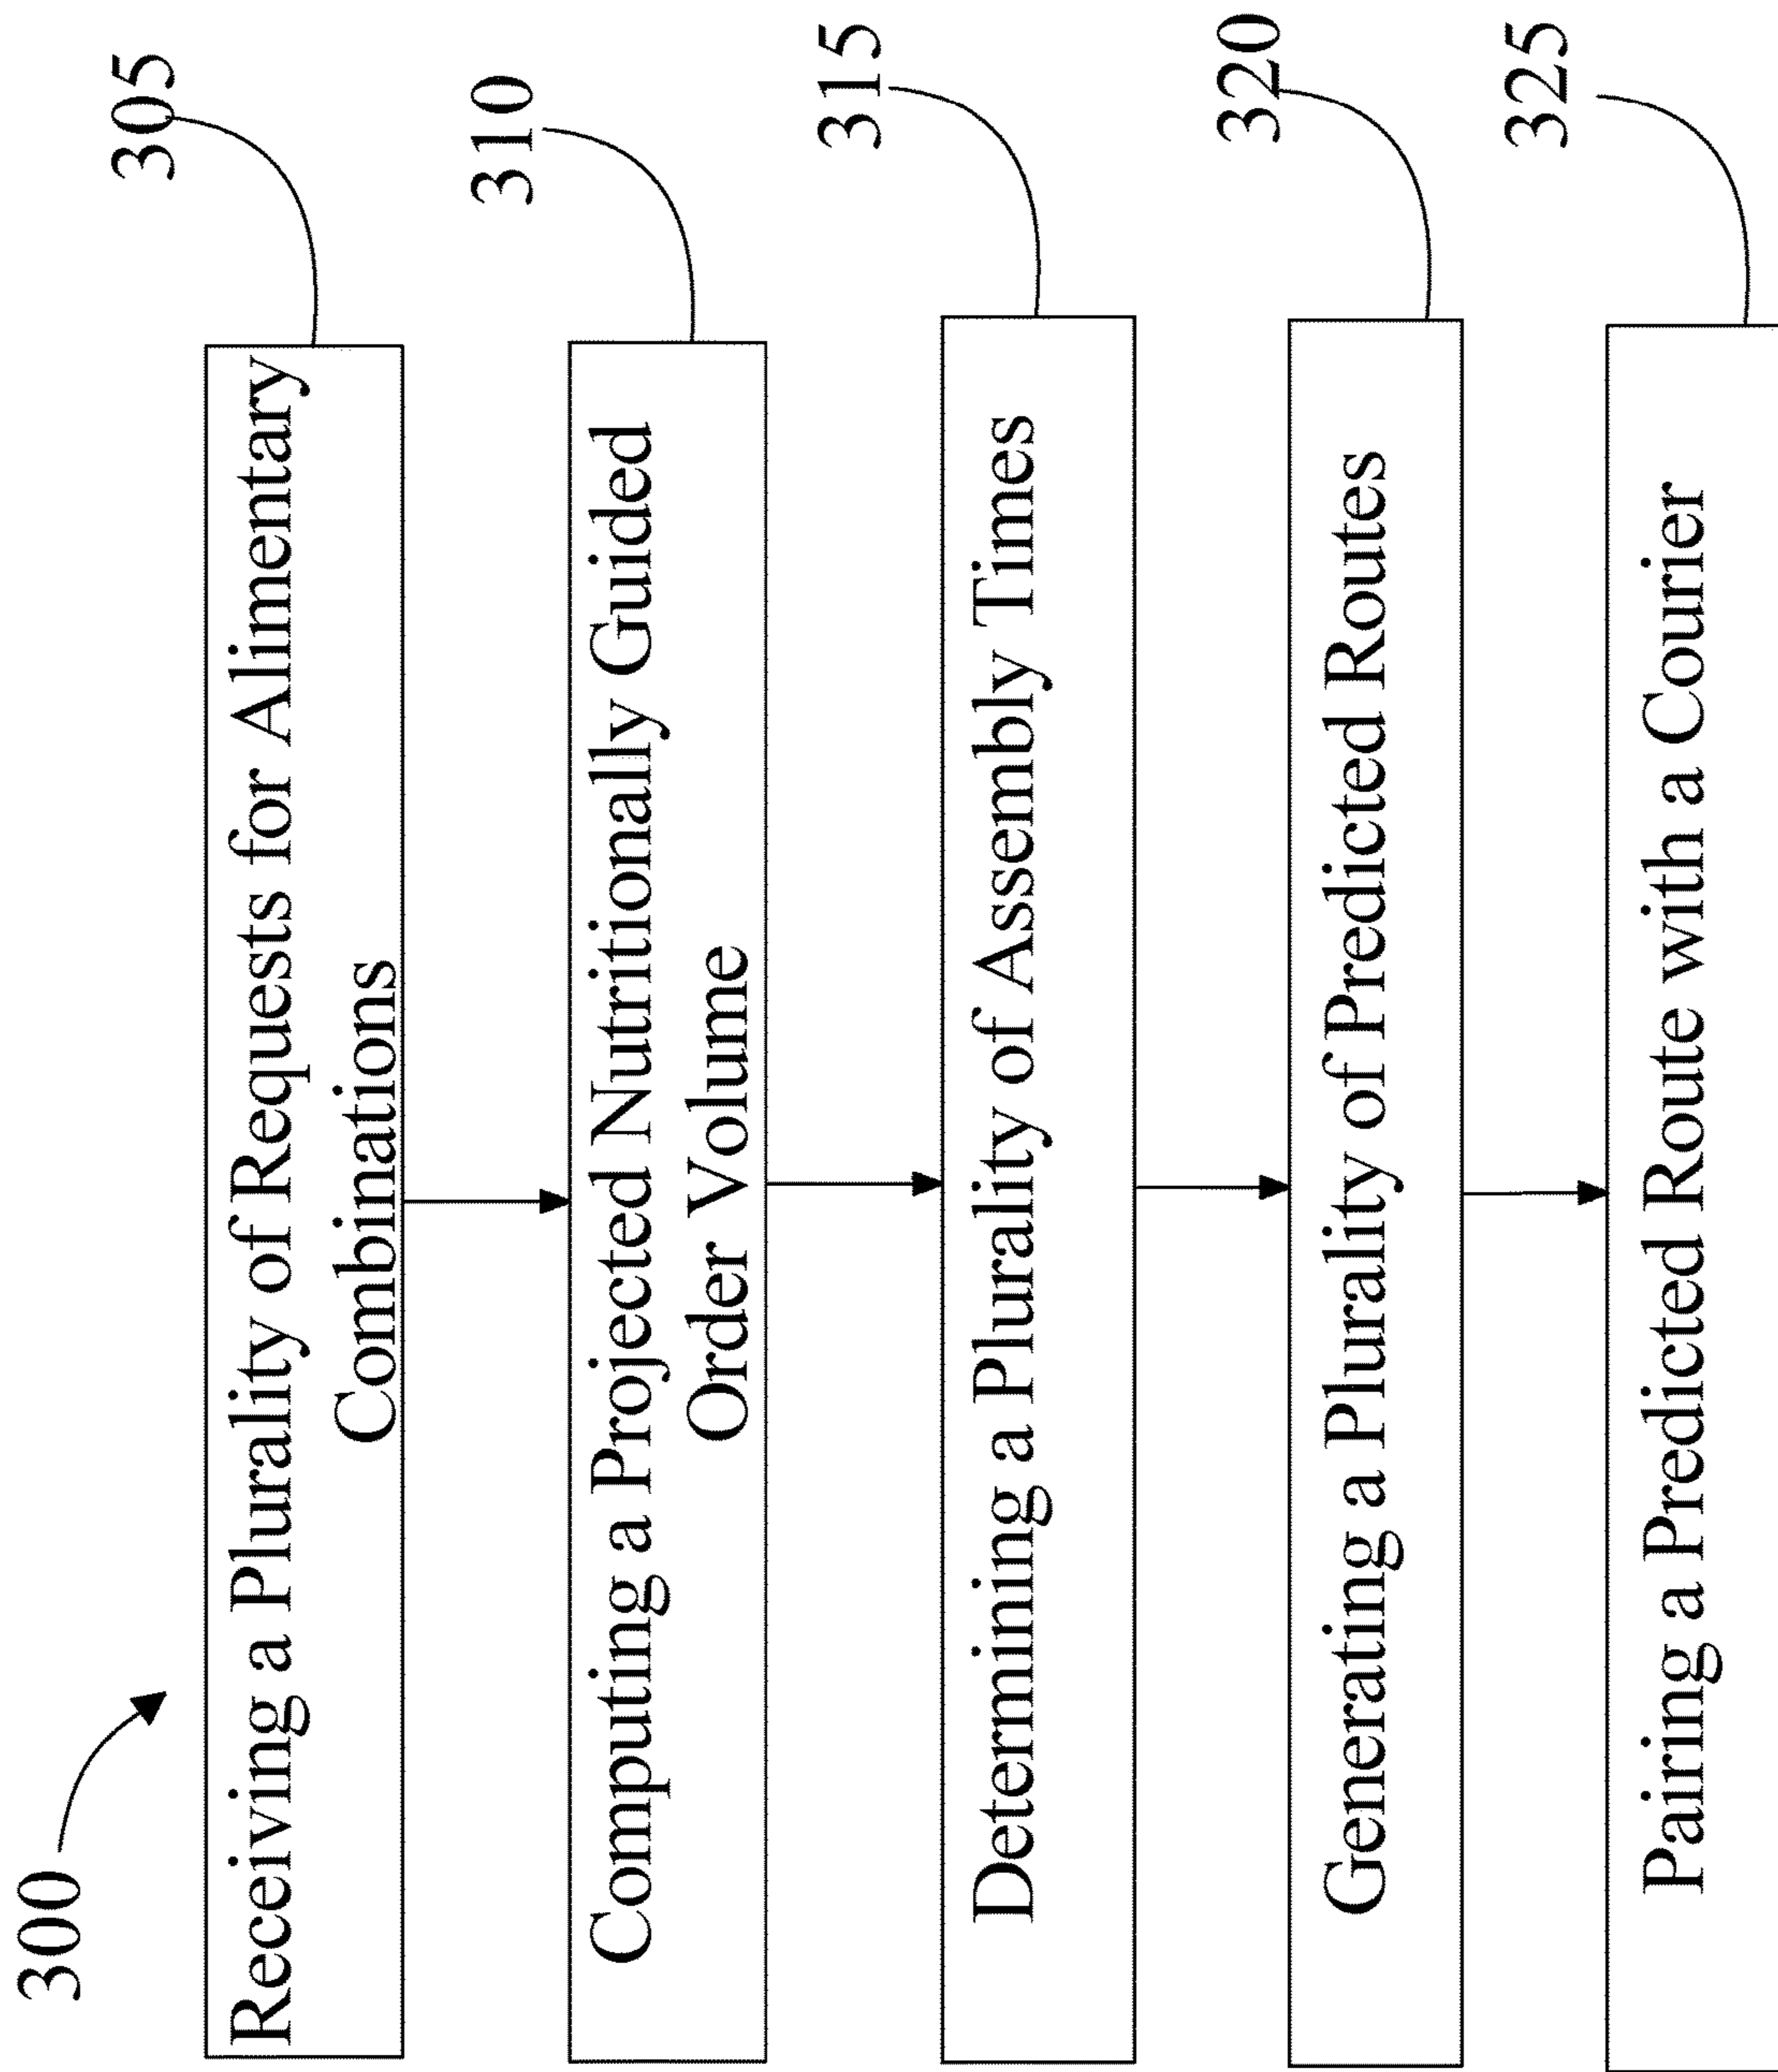 300
305
Receiving a Plurality of Requests for Alimentary
Combinations
310
Computing a Projected Nutritionally Guided
Order Volume
315
Determining a Plurality of Assembly Times
320
Generating a Plurality of Predicted Routes
325
Pairing a Predicted Route with a Courier